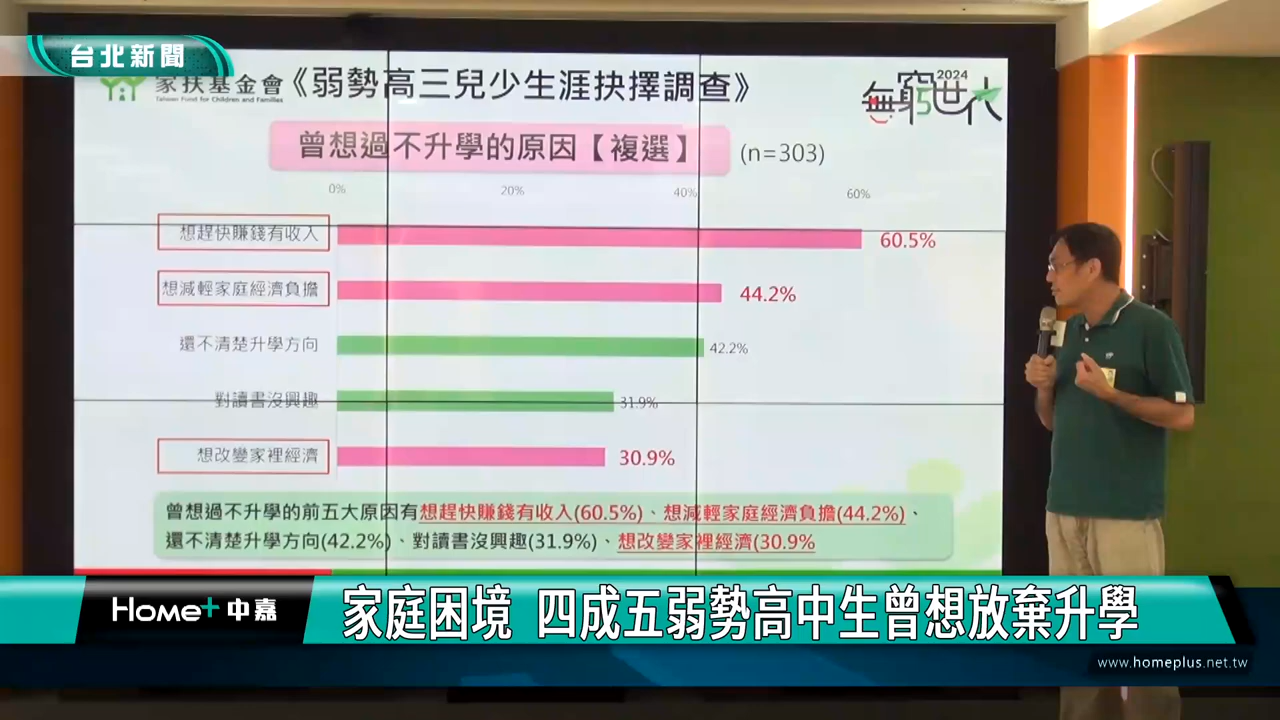 台北新聞
家扶基金會
Taiwan Fund for Children and Families
《弱勢高三兒少生涯抉擇調查》
2024
無窮世代
曾想過不升學的原因【複選】 (n=303)
0% 20% 40% 60%
想趕快賺錢有收入 60.5%
想減輕家庭經濟負擔 44.2%
還不清楚升學方向 42.2%
對讀書沒興趣 31.9%
想改變家裡經濟 30.9%
曾想過不升學的前五大原因有想趕快賺錢有收入(60.5%)、想減輕家庭經濟負擔(44.2%)、
還不清楚升學方向(42.2%)、對讀書沒興趣(31.9%)、想改變家裡經濟(30.9%
Home+中嘉
家庭困境 四成五弱勢高中生曾想放棄升學
www.homeplus.net.tw